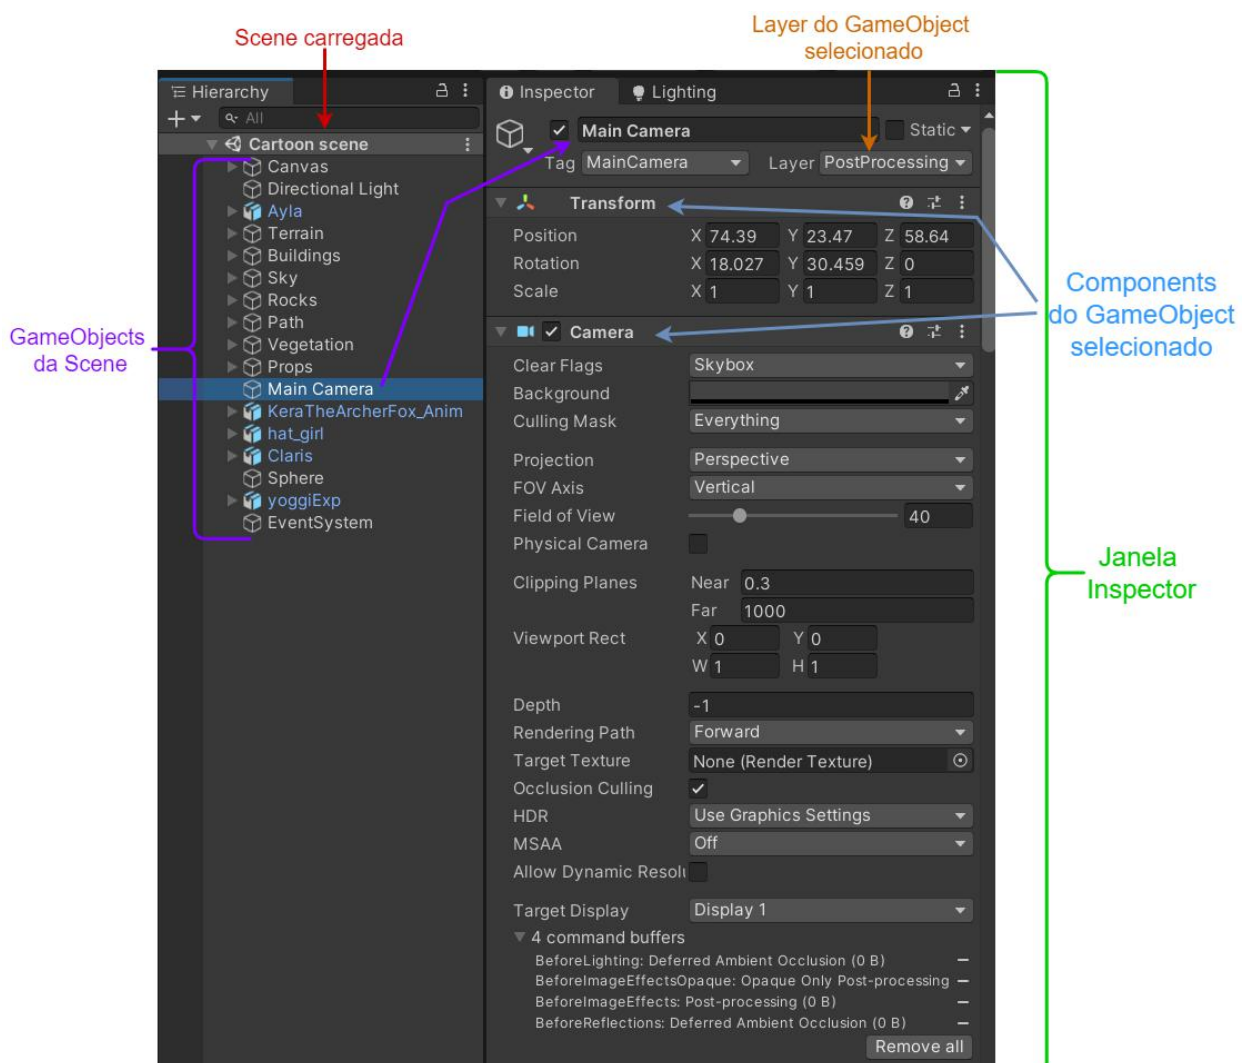 Scene carregada
Layer do GameObject
selecionado
Hierarchy
All
Cartoon scene
Canvas
Directional Light
Ayla
Terrain
Buildings
Sky
Rocks
Path
Vegetation
Props
Main Camera
KeraTheArcherFox_Anim
hat_girl
Claris
Sphere
yoggiExp
EventSystem
GameObjects
da Scene
Inspector Lighting
Main Camera Static
Tag MainCamera Layer PostProcessing
Transform
Position X 74.39 Y 23.47 Z 58.64
Rotation X 18.027 Y 30.459 Z 0
Scale X 1 Y 1 Z 1
Camera
Clear Flags Skybox
Background
Culling Mask Everything
Projection Perspective
FOV Axis Vertical
Field of View 40
Physical Camera
Clipping Planes Near 0.3
Far 1000
Viewport Rect X 0 Y 0
W 1 H 1
Depth -1
Rendering Path Forward
Target Texture None (Render Texture)
Occlusion Culling
HDR Use Graphics Settings
MSAA Off
Allow Dynamic Resolu
Target Display Display 1
4 command buffers
BeforeLighting: Deferred Ambient Occlusion (0 B)
BeforeImageEffectsOpaque: Opaque Only Post-processing
BeforeImageEffects: Post-processing (0 B)
BeforeReflections: Deferred Ambient Occlusion (0 B)
Remove all
Components
do GameObject
selecionado
Janela
Inspector